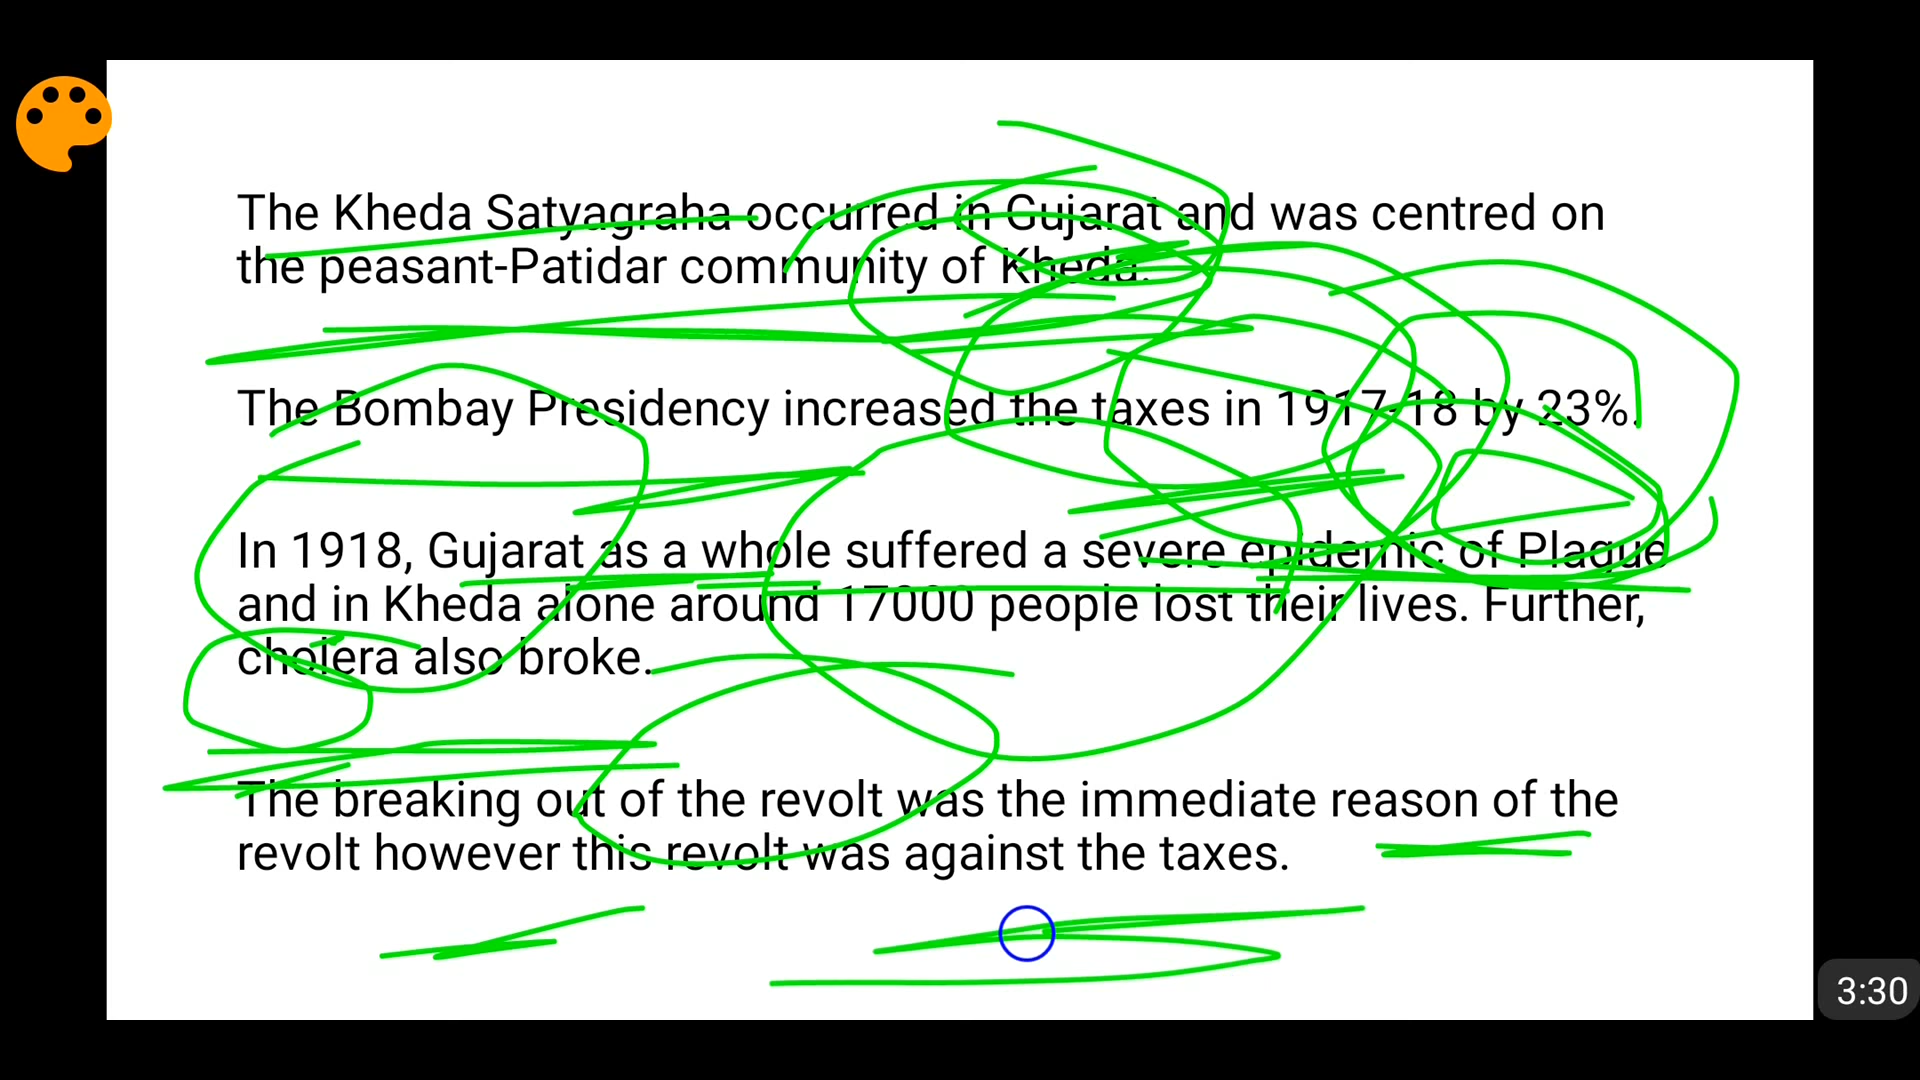 The Kheda Satyagraha occurred in Gujarat and was centred on
the peasant-Patidar community of Kheda.
The Bombay Presidency increased the taxes in 1917-18 by 23%.
In 1918, Gujarat as a whole suffered a severe epidemic of Plague
and in Kheda alone around 17000 people lost their lives. Further,
cholera also broke.
The breaking out of the revolt was the immediate reason of the
revolt however this revolt was against the taxes.
3:30